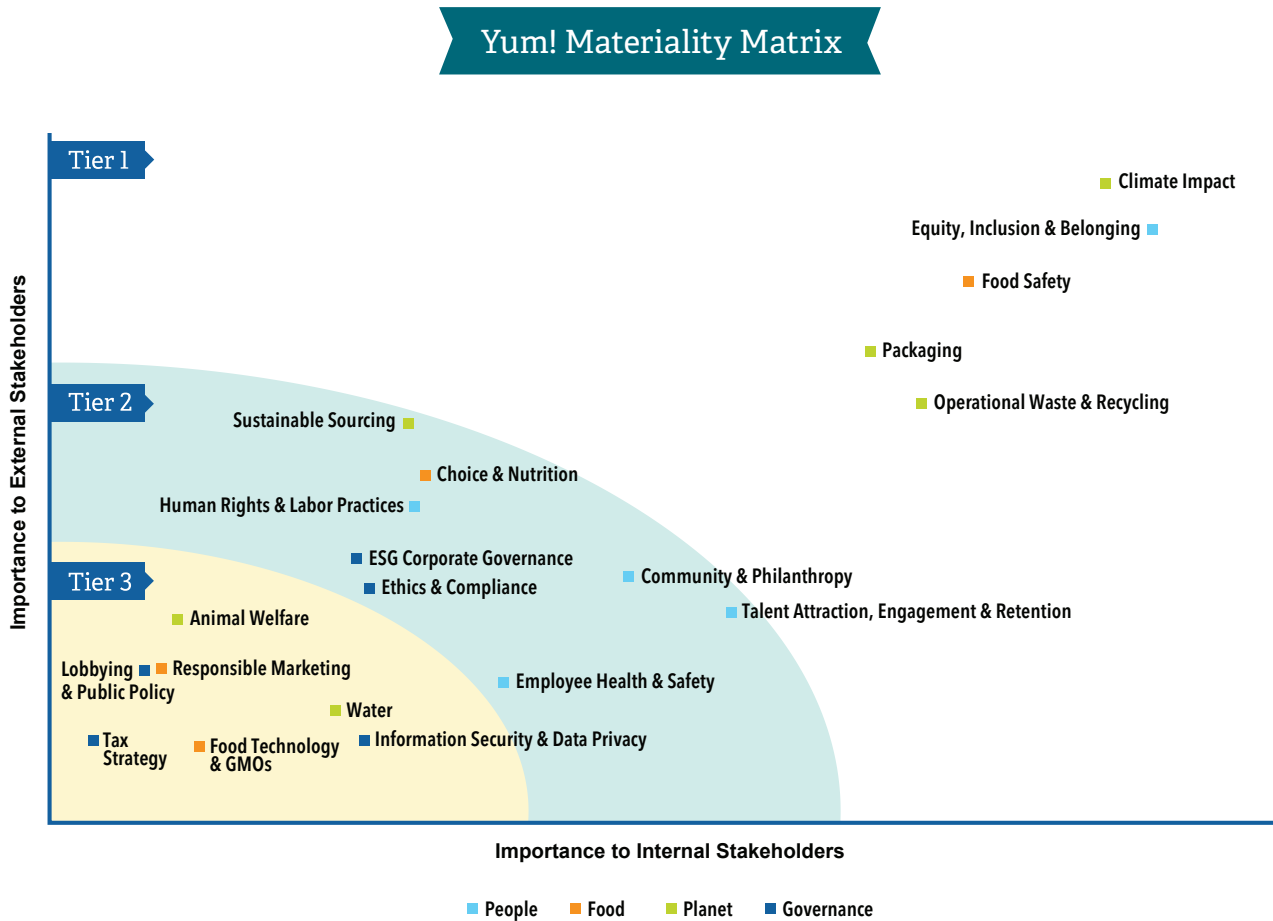 Yum! Materiality Matrix
Tier 1
Climate Impact
Equity, Inclusion & Belonging
Food Safety
Packaging
Operational Waste & Recycling
Tier 2
Sustainable Sourcing
Choice & Nutrition
Human Rights & Labor Practices
ESG Corporate Governance
Ethics & Compliance
Community & Philanthropy
Talent Attraction, Engagement & Retention
Employee Health & Safety
Tier 3
Animal Welfare
Lobbying
& Public Policy
Responsible Marketing
Water
Tax
Strategy
Food Technology
& GMOs
Information Security & Data Privacy
Importance to External Stakeholders
Importance to Internal Stakeholders
People
Food
Planet
Governance